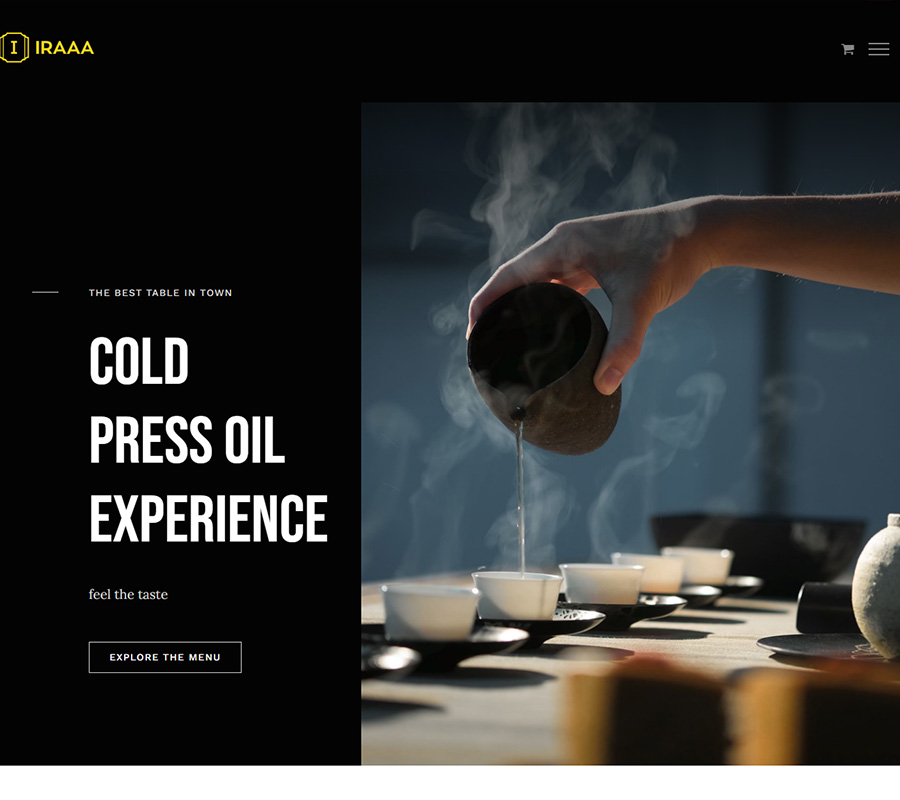 I IRAAA
THE BEST TABLE IN TOWN
COLD
PRESS OIL
EXPERIENCE
feel the taste
EXPLORE THE MENU